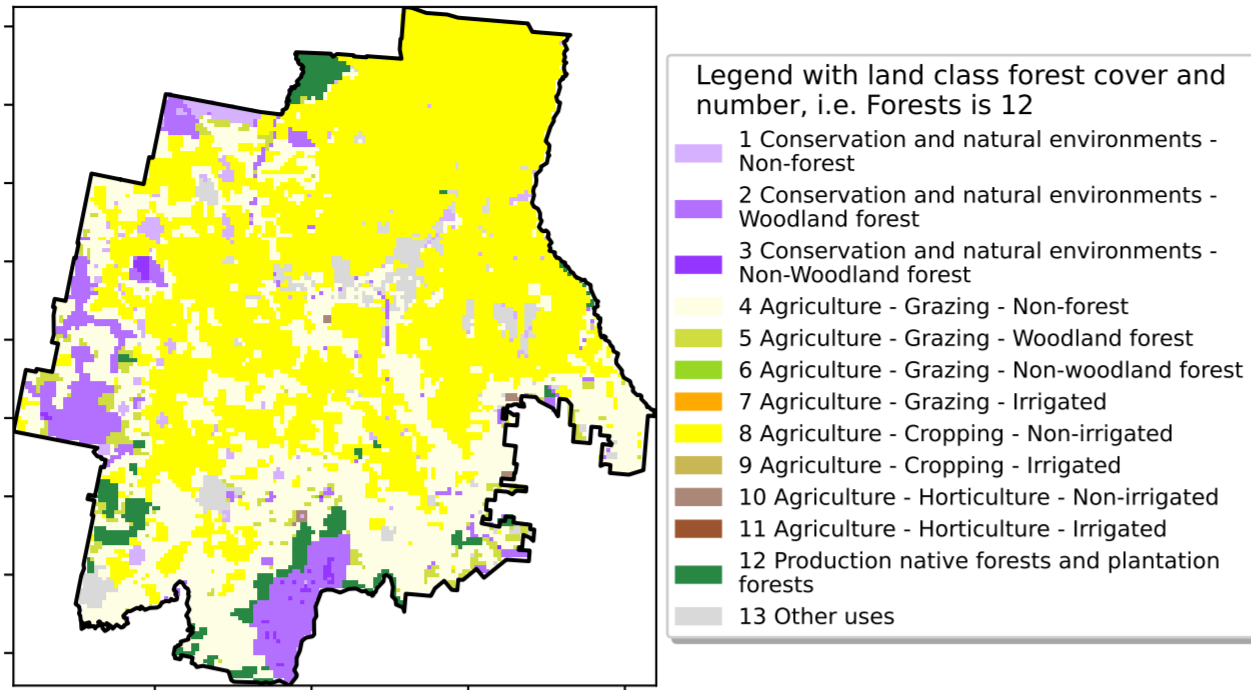 Legend with land class forest cover and
number, i.e. Forests is 12
1 Conservation and natural environments -
Non-forest
2 Conservation and natural environments -
Woodland forest
3 Conservation and natural environments -
Non-Woodland forest
4 Agriculture - Grazing - Non-forest
5 Agriculture - Grazing - Woodland forest
6 Agriculture - Grazing - Non-woodland forest
7 Agriculture - Grazing - Irrigated
8 Agriculture - Cropping - Non-irrigated
9 Agriculture - Cropping - Irrigated
10 Agriculture - Horticulture - Non-irrigated
11 Agriculture - Horticulture - Irrigated
12 Production native forests and plantation
forests
13 Other uses